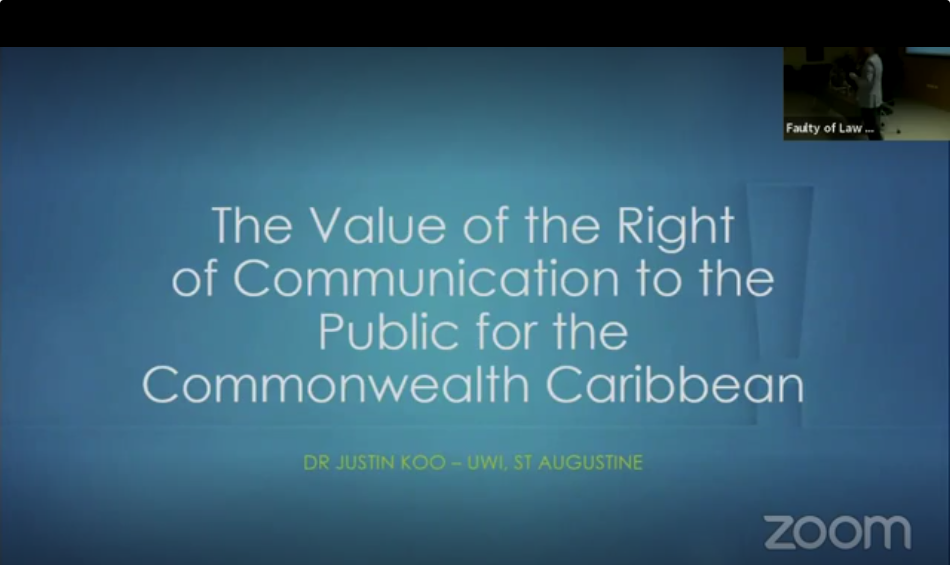 Faulty of Law ...
The Value of the Right
of Communication to the
Public for the
Commonwealth Caribbean
DR JUSTIN KOO – UWI, ST AUGUSTINE
zoom